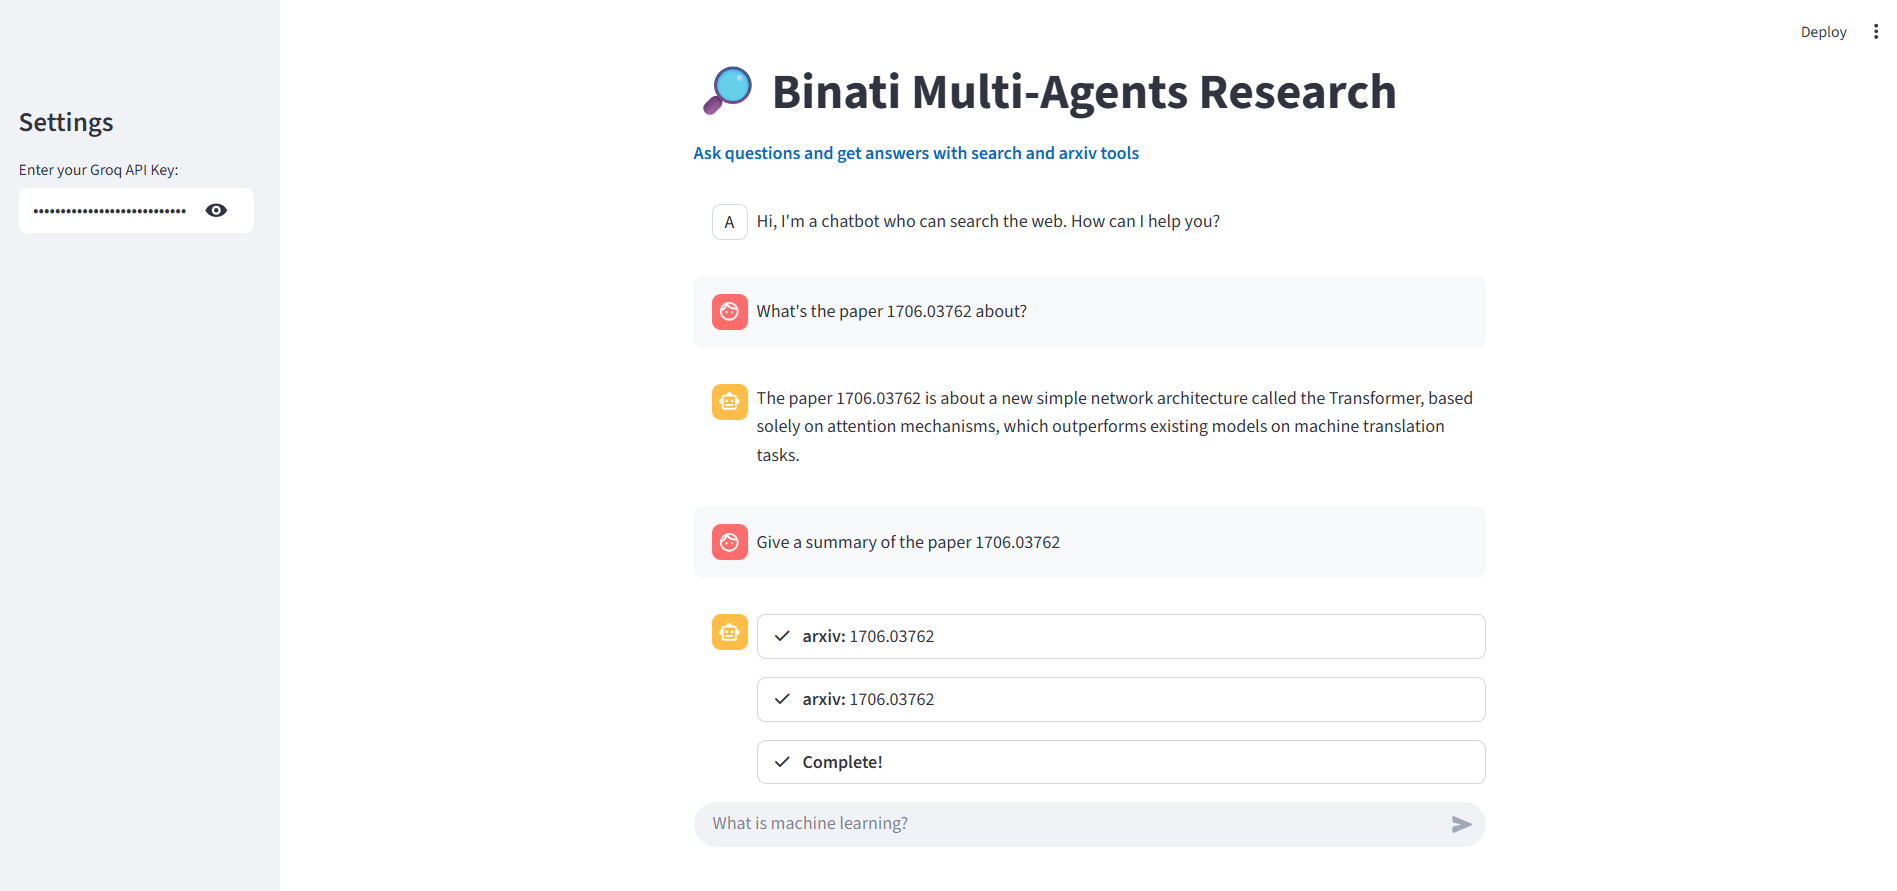 Deploy
Settings
Enter your Groq API Key:
••••••••••••••••••••••••••••
Binati Multi-Agents Research
Ask questions and get answers with search and arxiv tools
A
Hi, I'm a chatbot who can search the web. How can I help you?
What's the paper 1706.03762 about?
The paper 1706.03762 is about a new simple network architecture called the Transformer, based
solely on attention mechanisms, which outperforms existing models on machine translation
tasks.
Give a summary of the paper 1706.03762
arxiv: 1706.03762
arxiv: 1706.03762
Complete!
What is machine learning?